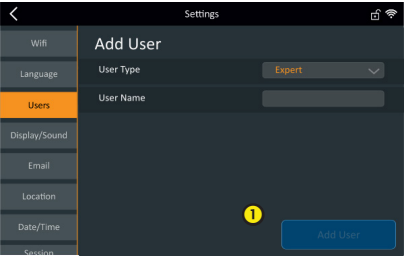 Settings
Wifi
Add User
Language
User Type
Expert
Users
User Name
Display/Sound
Email
Location
1
Date/Time
Add User
Session